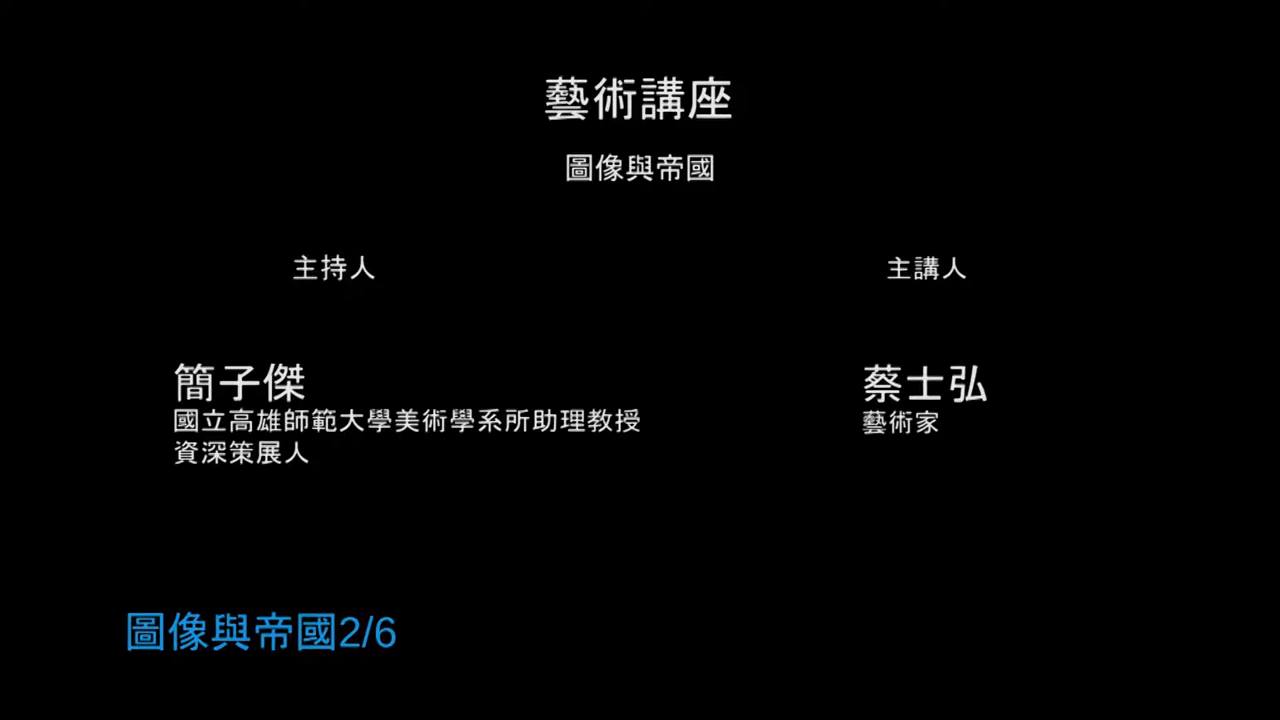 藝術講座
圖像與帝國
主持人
主講人
簡子傑
國立高雄師範大學美術學系所助理教授
資深策展人
蔡士弘
藝術家
圖像與帝國2/6